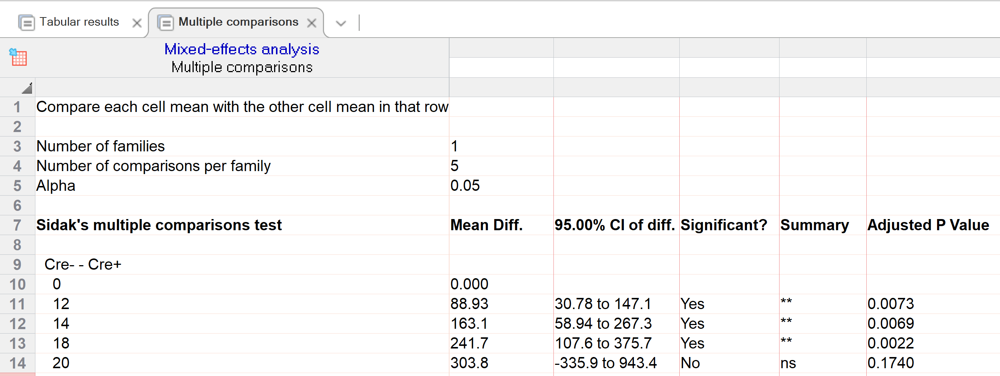 Tabular results Multiple comparisons
Mixed-effects analysis
Multiple comparisons
1 Compare each cell mean with the other cell mean in that row
2
3 Number of families 1
4 Number of comparisons per family 5
5 Alpha 0.05
6
7 Sidak's multiple comparisons test Mean Diff. 95.00% CI of diff. Significant? Summary Adjusted P Value
8
9 Cre- - Cre+
10 0 0.000
11 12 88.93 30.78 to 147.1 Yes ** 0.0073
12 14 163.1 58.94 to 267.3 Yes ** 0.0069
13 18 241.7 107.6 to 375.7 Yes ** 0.0022
14 20 303.8 -335.9 to 943.4 No ns 0.1740